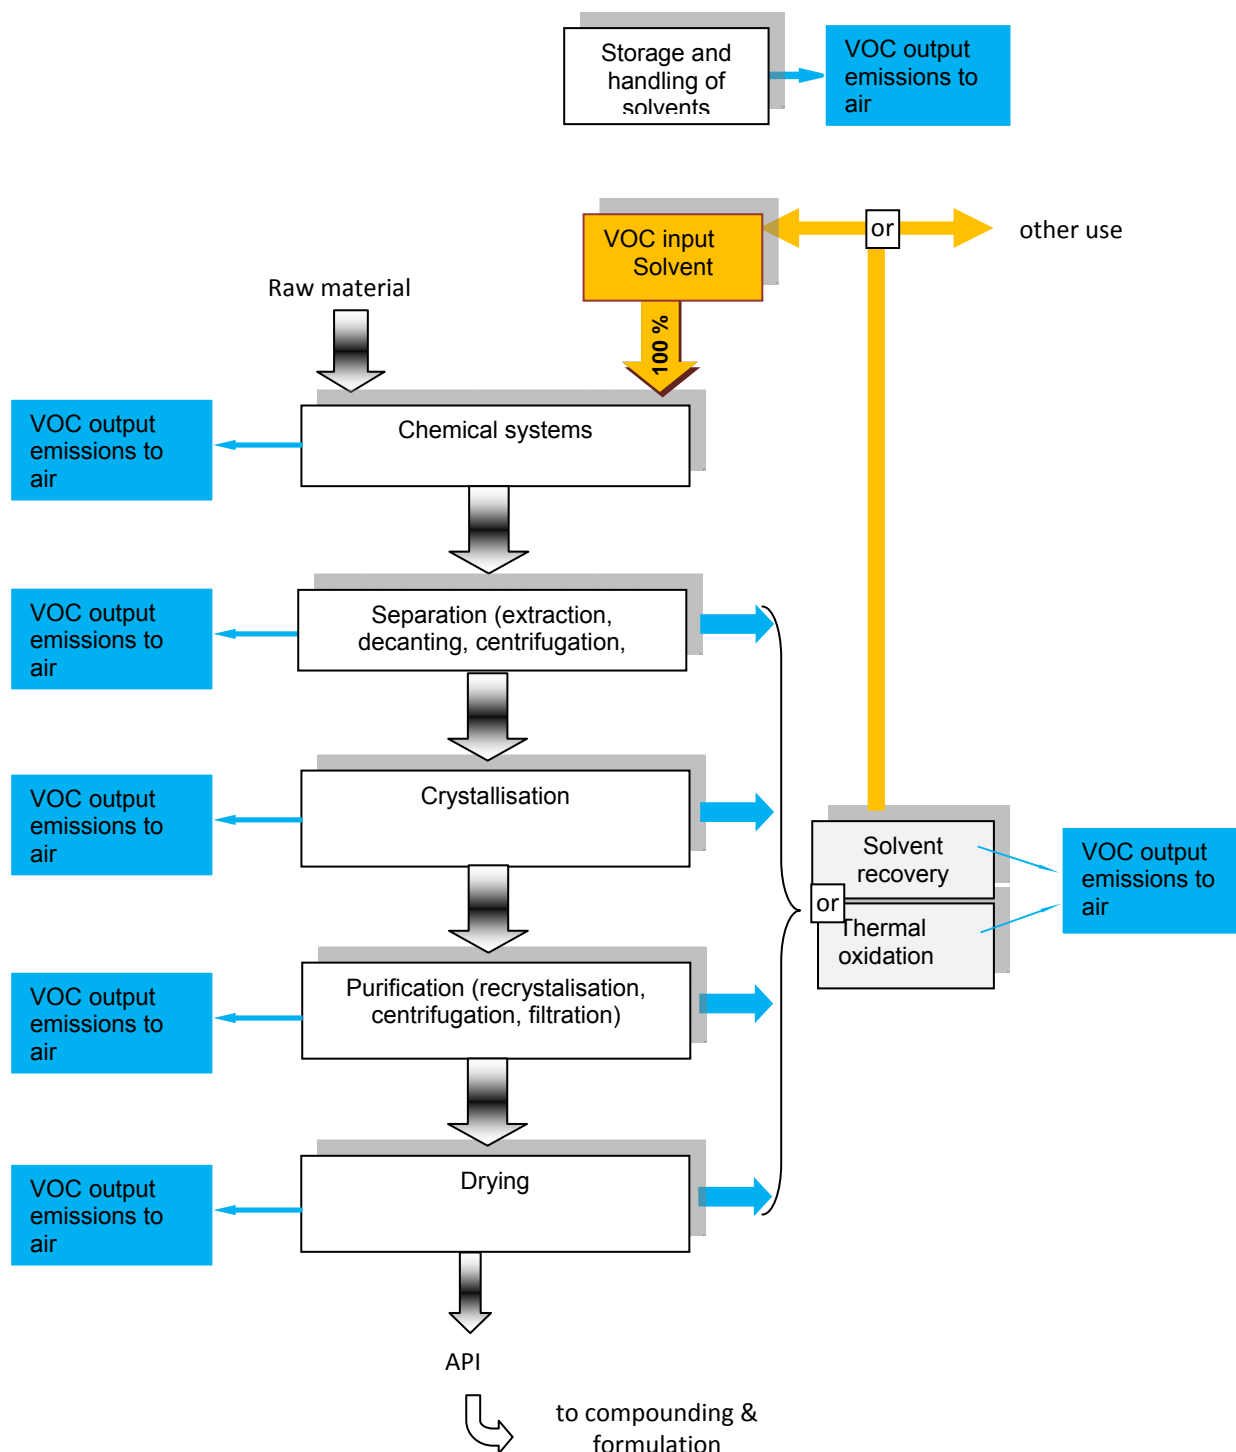 Storage and
handling of
solvents
VOC output
emissions to
air
VOC input
Solvent
or
other use
100 %
Raw material
Chemical systems
VOC output
emissions to
air
Separation (extraction,
decanting, centrifugation,
VOC output
emissions to
air
Crystallisation
VOC output
emissions to
air
Solvent
recovery
or
Thermal
oxidation
VOC output
emissions to
air
Purification (recrystalisation,
centrifugation, filtration)
VOC output
emissions to
air
Drying
VOC output
emissions to
air
API
to compounding &
formulation